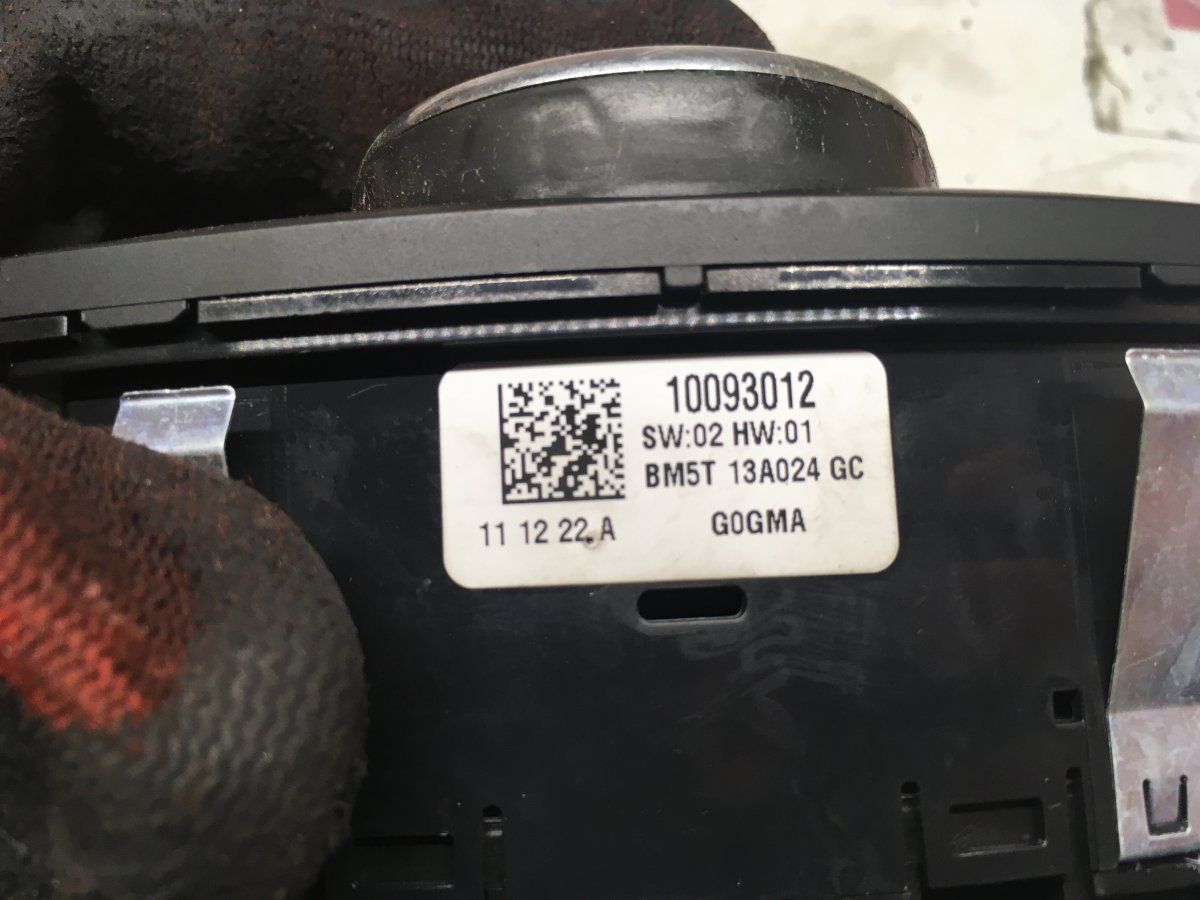 10093012
SW:02 HW:01
BM5T 13A024 GC
11 12 22 A
G0GMA